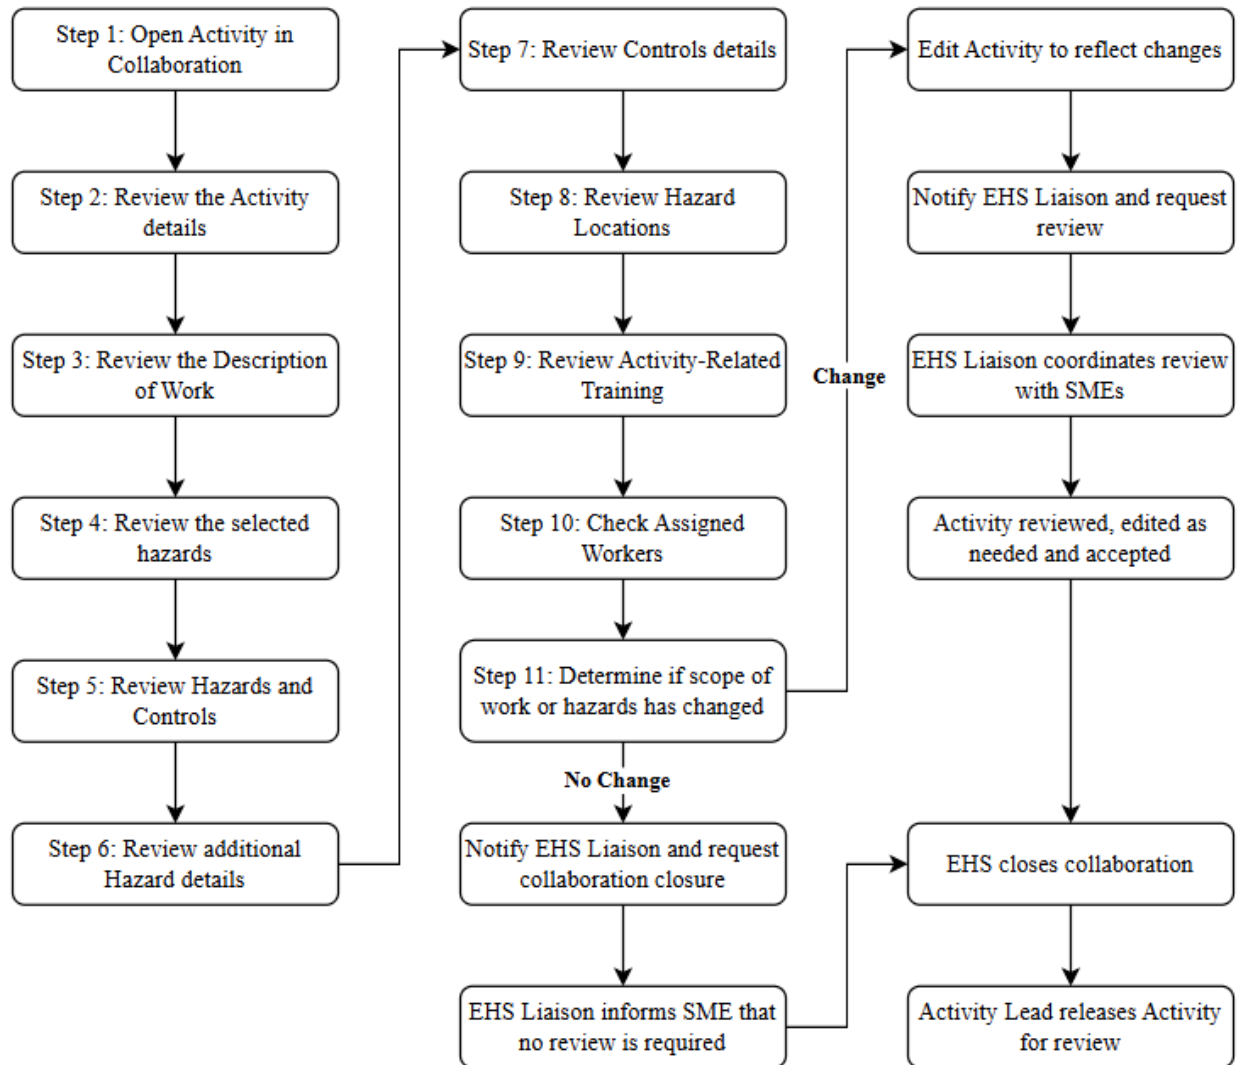 Step 1: Open Activity in
Collaboration
Step 2: Review the Activity
details
Step 3: Review the Description
of Work
Step 4: Review the selected
hazards
Step 5: Review Hazards and
Controls
Step 6: Review additional
Hazard details
Step 7: Review Controls details
Step 8: Review Hazard
Locations
Step 9: Review Activity-Related
Training
Step 10: Check Assigned
Workers
Step 11: Determine if scope of
work or hazards has changed
No Change
Notify EHS Liaison and request
collaboration closure
EHS Liaison informs SME that
no review is required
Change
Edit Activity to reflect changes
Notify EHS Liaison and request
review
EHS Liaison coordinates review
with SMEs
Activity reviewed, edited as
needed and accepted
EHS closes collaboration
Activity Lead releases Activity
for review